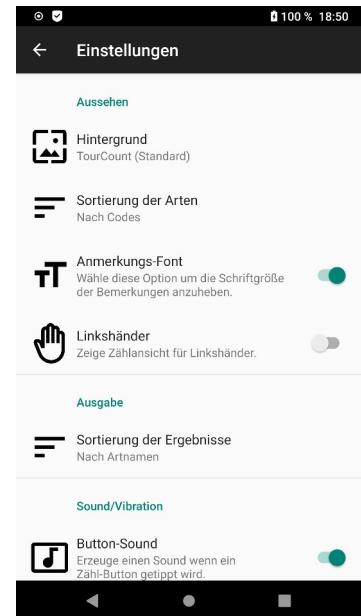 100 % 18:50
Einstellungen
Aussehen
Hintergrund
TourCount (Standard)
Sortierung der Arten
Nach Codes
Anmerkungs-Font
Wähle diese Option um die Schriftgröße
der Bemerkungen anzuheben.
Linkshänder
Zeige Zählansicht für Linkshänder.
Ausgabe
Sortierung der Ergebnisse
Nach Artnamen
Sound/Vibration
Button-Sound
Erzeuge einen Sound wenn ein
Zähl-Button getippt wird.